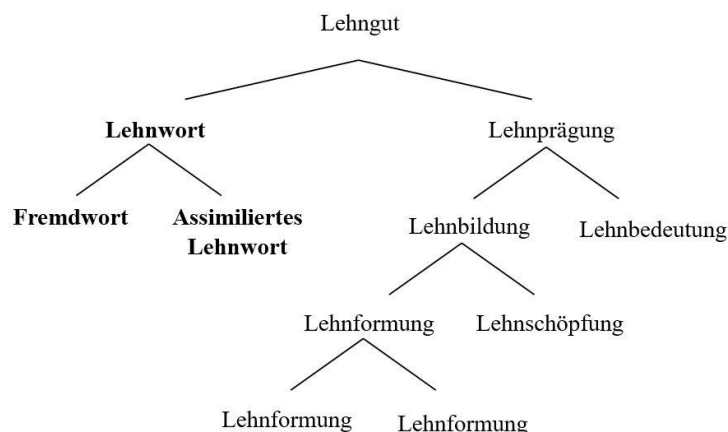 Lehngut
Lehnwort Lehnprägung
Fremdwort Assimiliertes
Lehnwort
Lehnbildung Lehnbedeutung
Lehnformung Lehnschöpfung
Lehnformung Lehnformung